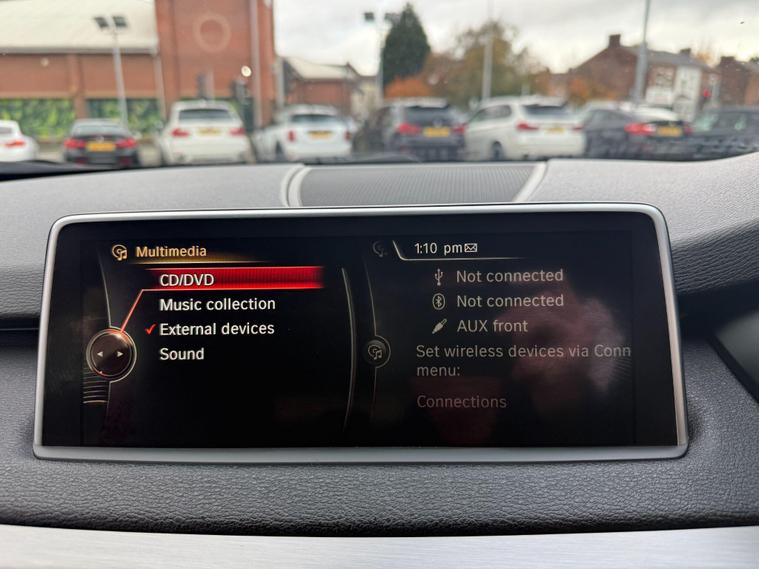 Multimedia
CD/DVD
Music collection
External devices
Sound
1:10 pm
Not connected
Not connected
AUX front
Set wireless devices via Conn
menu:
Connections